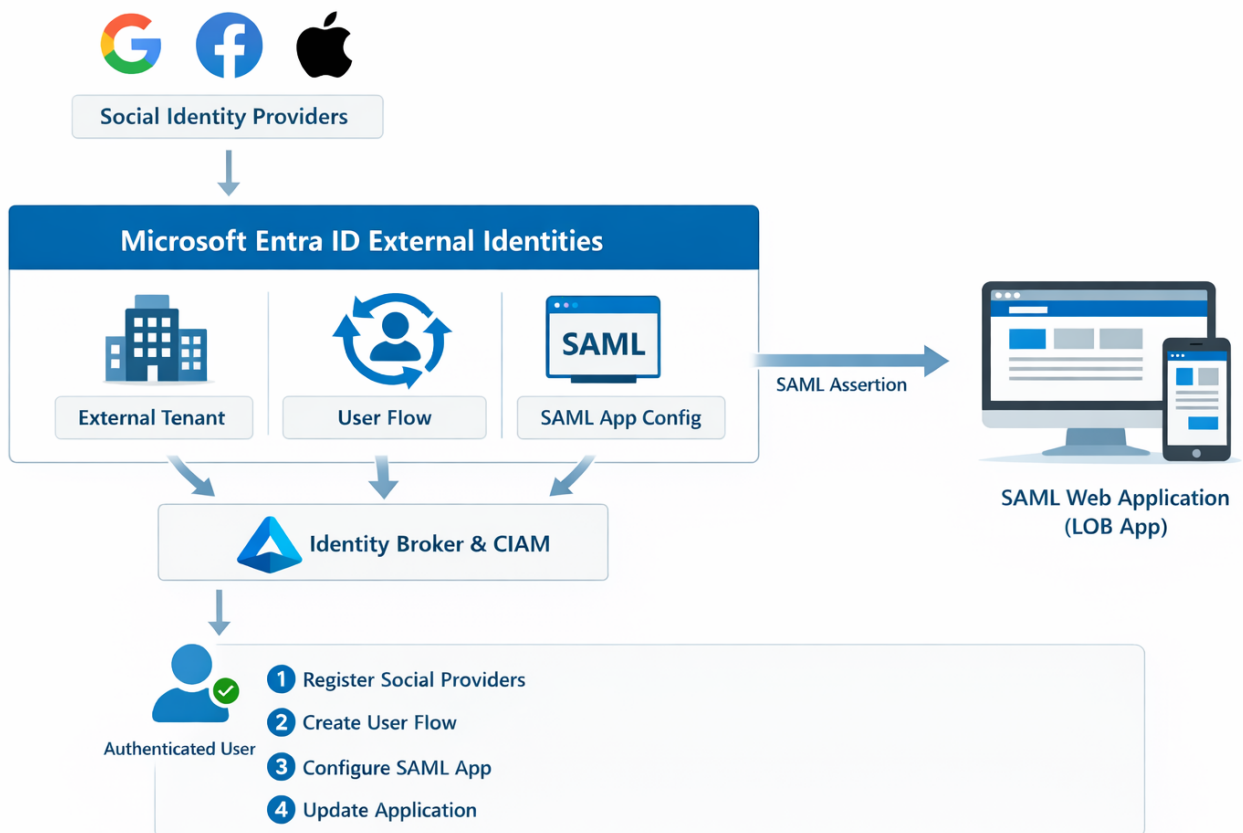 Social Identity Providers
Microsoft Entra ID External Identities
SAML
External Tenant
User Flow
SAML App Config
SAML Assertion
SAML Web Application
(LOB App)
Identity Broker & CIAM
Authenticated User
1 Register Social Providers
2 Create User Flow
3 Configure SAML App
4 Update Application